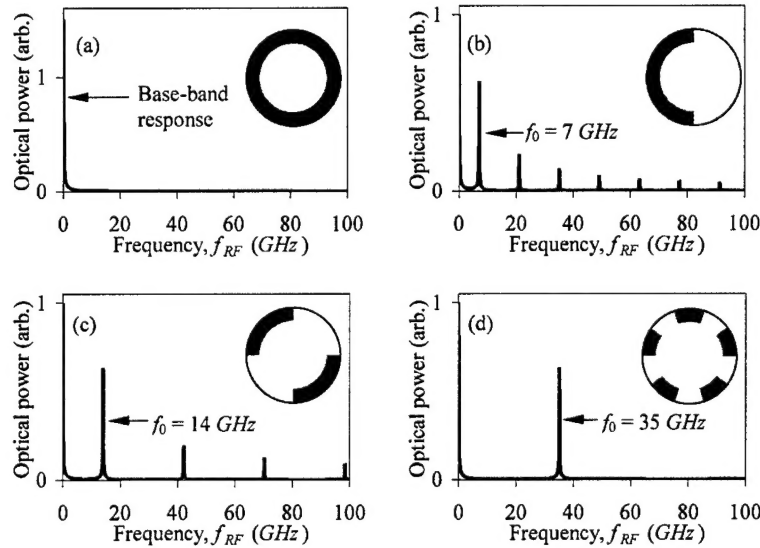 Optical power (arb.)
(a)
1
0
Base-band
response
0 20 40 60 80 100
Frequency, f_RF (GHz)
Optical power (arb.)
(b)
1
0
f_0 = 7 GHz
0 20 40 60 80 100
Frequency, f_RF (GHz)
Optical power (arb.)
(c)
1
0
f_0 = 14 GHz
0 20 40 60 80 100
Frequency, f_RF (GHz)
Optical power (arb.)
(d)
1
0
f_0 = 35 GHz
0 20 40 60 80 100
Frequency, f_RF (GHz)